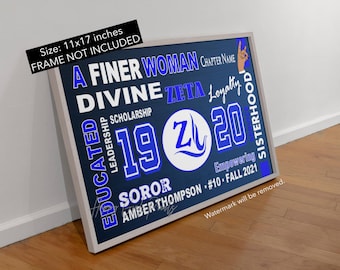 Size: 11x17 inches
FRAME NOT INCLUDED
A FINER WOMAN
CHAPTER NAME
DIVINE ZETA Loyalty
EDUCATED
LEADERSHIP
SCHOLARSHIP
19 20
SISTERHOOD
Empowering
SOROR
AMBER THOMPSON • #10 • FALL 2021
Watermark will be removed.